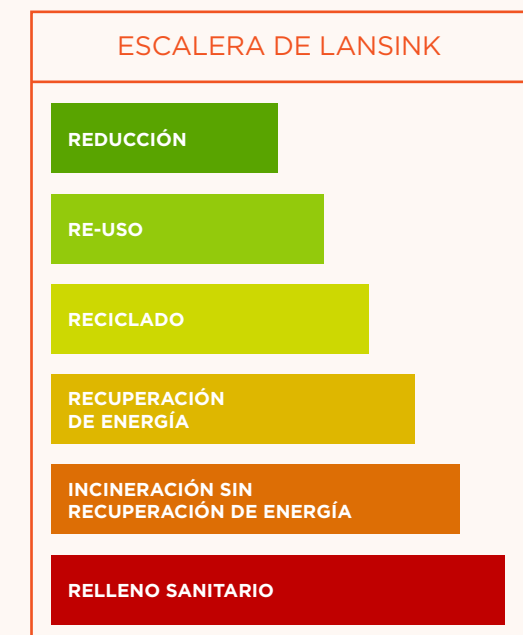 ESCALERA DE LANSINK
REDUCCIÓN
RE-USO
RECICLADO
RECUPERACIÓN
DE ENERGÍA
INCINERACIÓN SIN
RECUPERACIÓN DE ENERGÍA
RELLENO SANITARIO